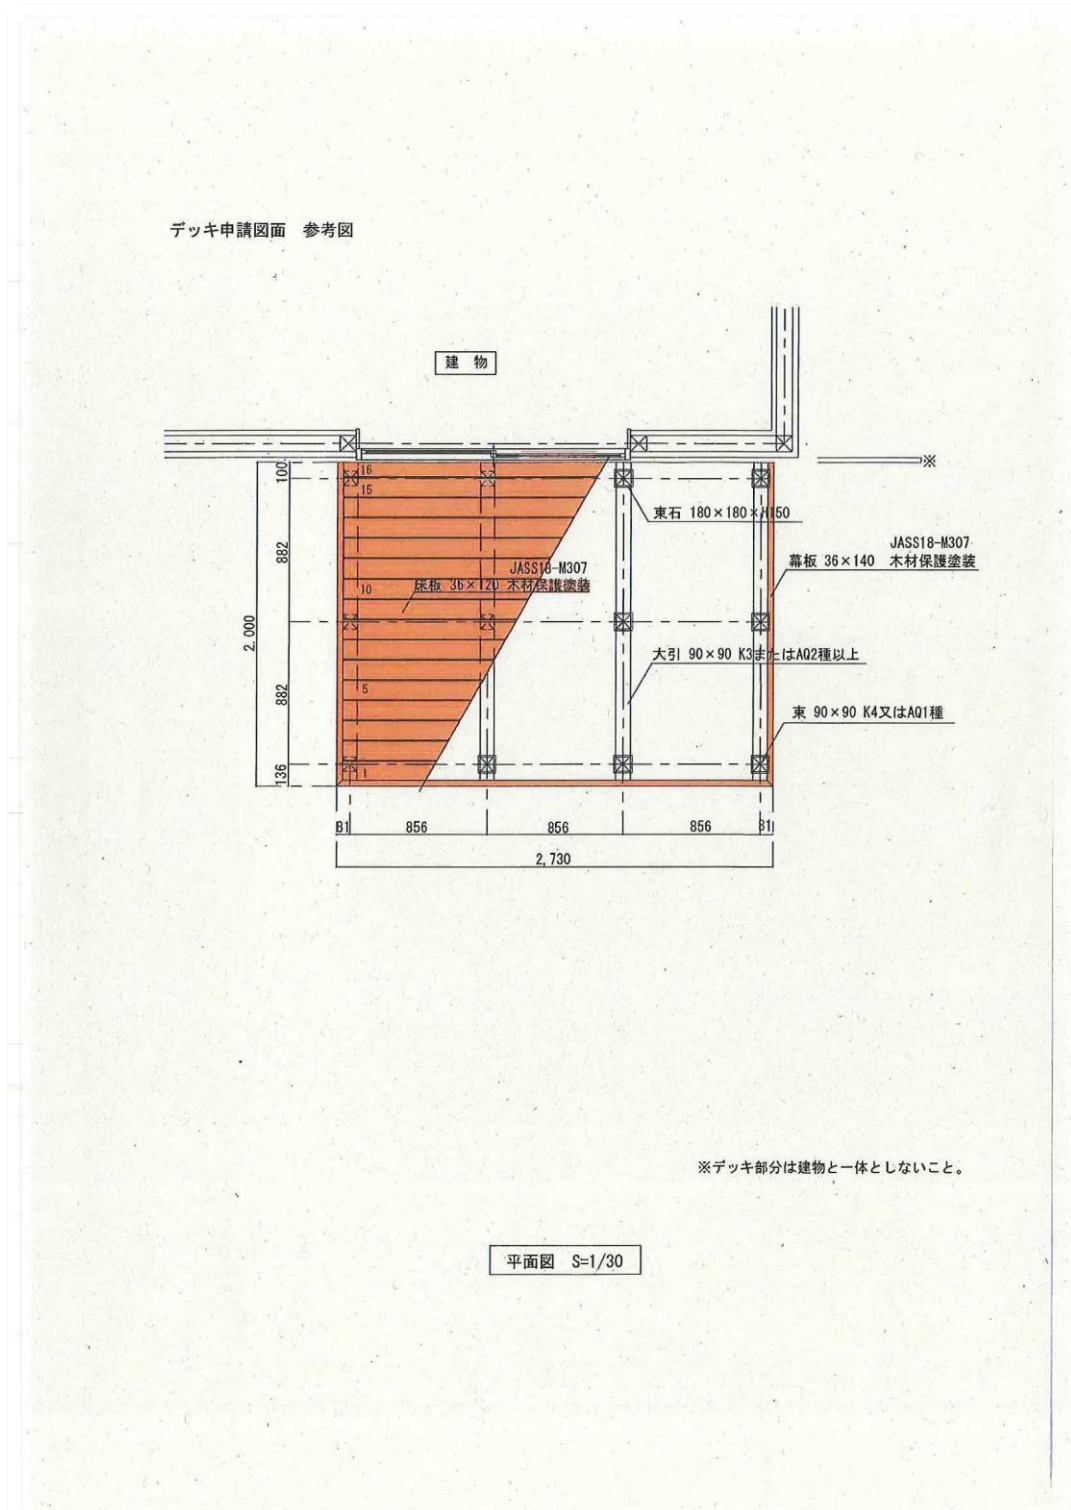 デッキ申請図面 参考図
建 物
※
100
16
15
束石 180×180×H150
JASS18-M307
幕板 36×140 木材保護塗装
882
JASS18-M307
床板 36×120 木材保護塗装
10
2,000
大引 90×90 K3またはAQ2種以上
882
5
束 90×90 K4又はAQ1種
136
1
81
856
856
856
81
2,730
※デッキ部分は建物と一体としないこと。
平面図 S=1/30